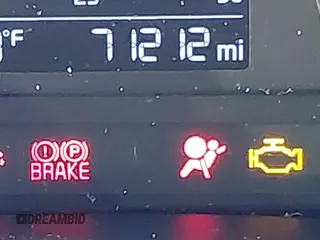 °F 71212 mi
(!) (P)
BRAKE
DREAMBID